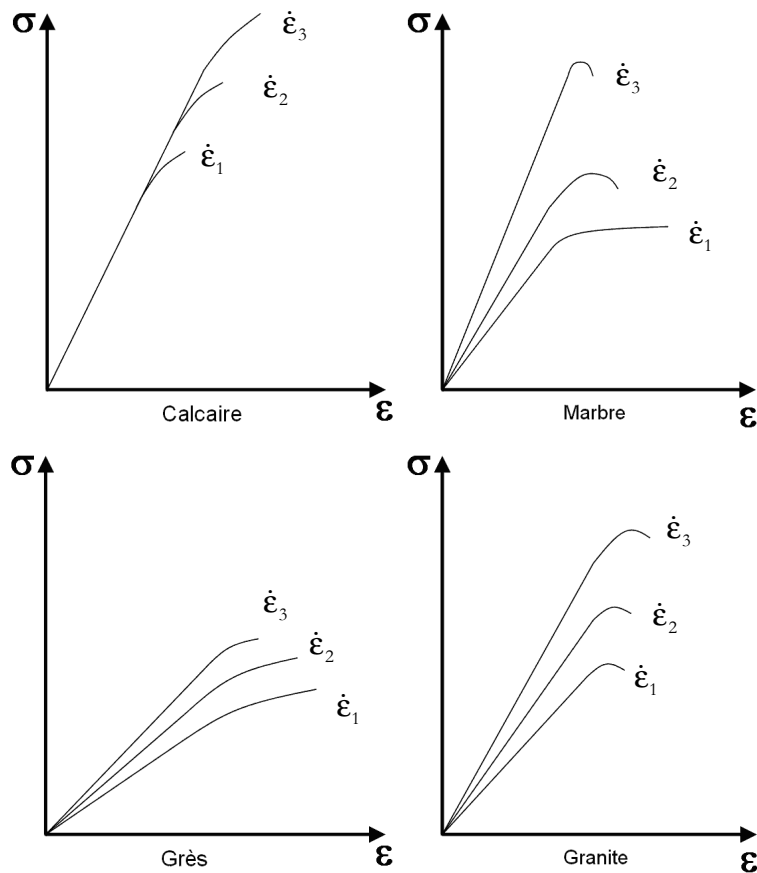 σ
ε̇3
ε̇2
ε̇1
ε
Calcaire
σ
ε̇3
ε̇2
ε̇1
ε
Marbre
σ
ε̇3
ε̇2
ε̇1
ε
Grès
σ
ε̇3
ε̇2
ε̇1
ε
Granite